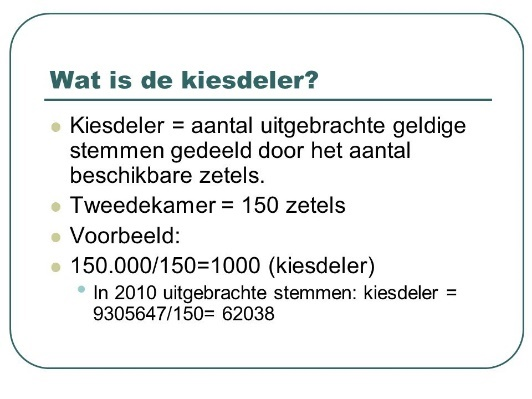 Wat is de kiesdeler?
Kiesdeler = aantal uitgebrachte geldige
stemmen gedeeld door het aantal
beschikbare zetels.
Tweedekamer = 150 zetels
Voorbeeld:
150.000/150=1000 (kiesdeler)
In 2010 uitgebrachte stemmen: kiesdeler =
9305647/150= 62038